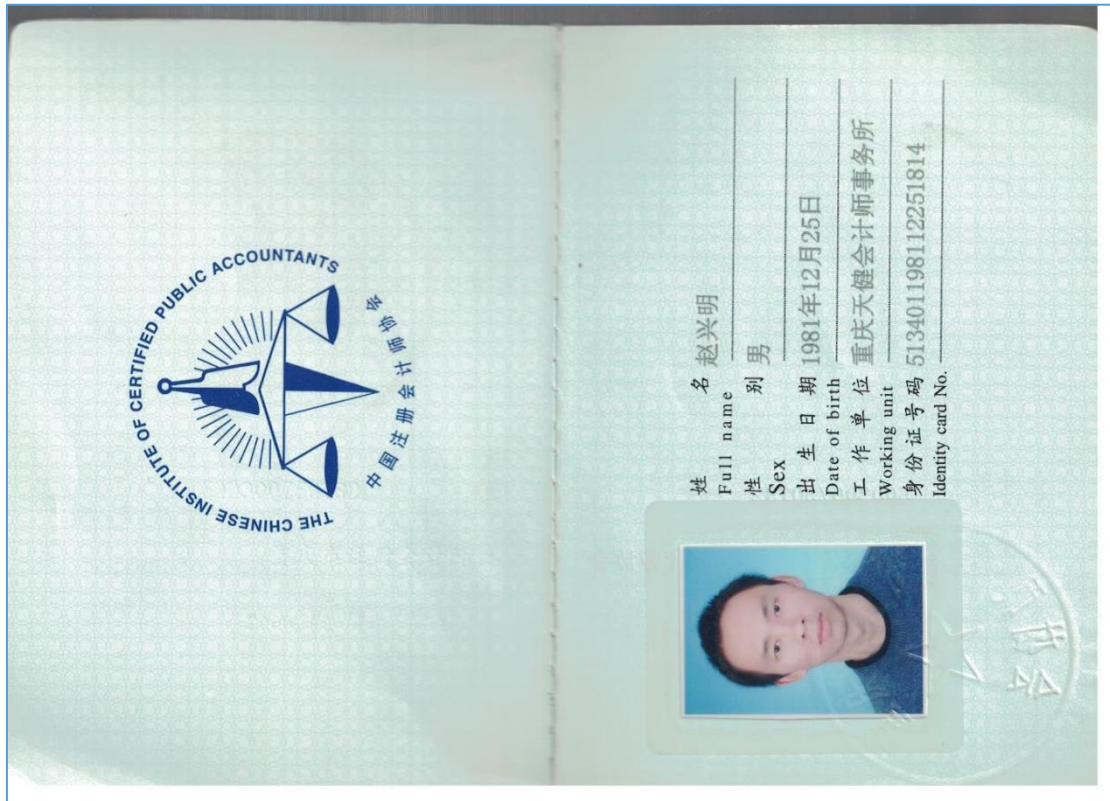 THE CHINESE INSTITUTE OF CERTIFIED PUBLIC ACCOUNTANTS
中国注册会计师协会
姓 名 赵兴明
Full name
性 别 男
Sex
出 生 日 期 1981年12月25日
Date of birth
工 作 单 位 重庆天健会计师事务所
Working unit
身 份 证 号 码 513401198112251814
Identity card No.